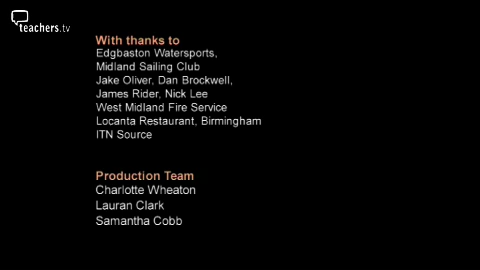 teachers.tv
With thanks to
Edgbaston Watersports,
Midland Sailing Club
Jake Oliver, Dan Brockwell,
James Rider, Nick Lee
West Midland Fire Service
Locanta Restaurant, Birmingham
ITN Source
Production Team
Charlotte Wheaton
Lauran Clark
Samantha Cobb